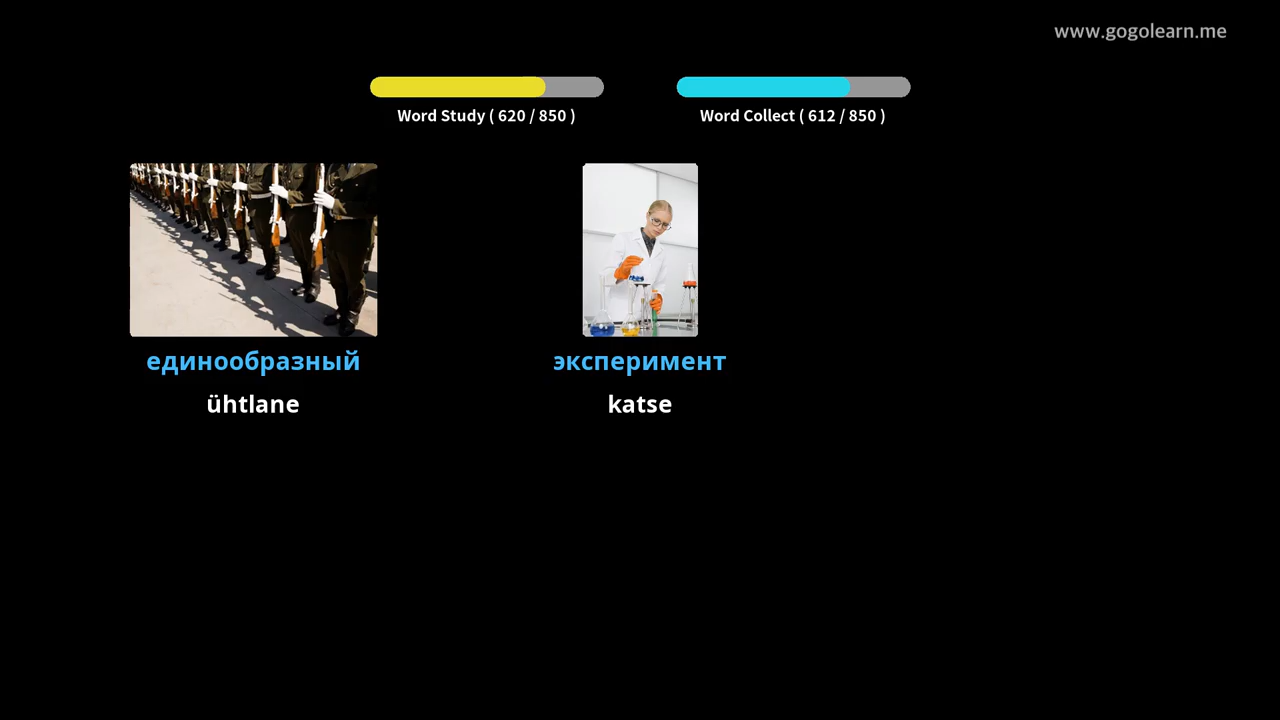 www.gogolearn.me
Word Study ( 620 / 850 )
Word Collect ( 612 / 850 )
единообразный
эксперимент
ühtlane
katse